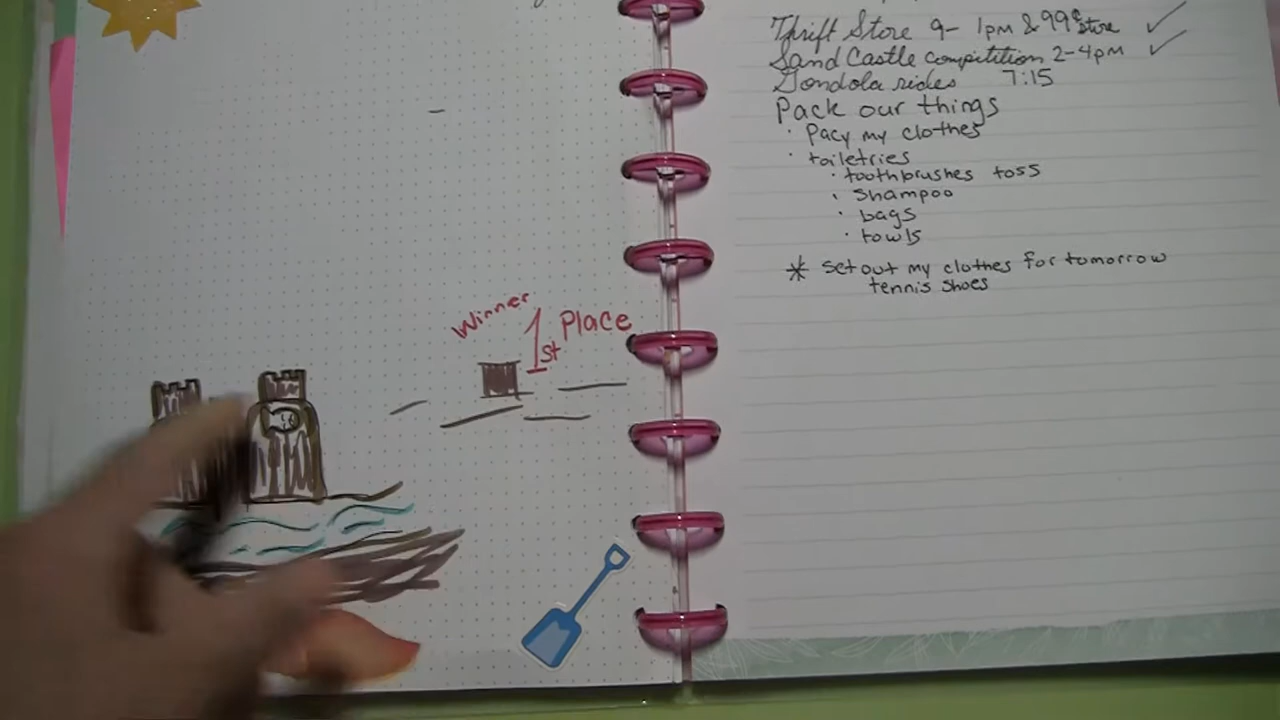 Winner
1st Place
Thrift Store 9- 1pm & 99¢ store
Sand Castle compitition 2-4pm
Gondola rides 7:15
Pack our things
· Pacy my clothes
· toiletries
· toothbrushes toss
· Shampoo
· bags
· towls
* Set out my clothes for tomorrow
tennis shoes